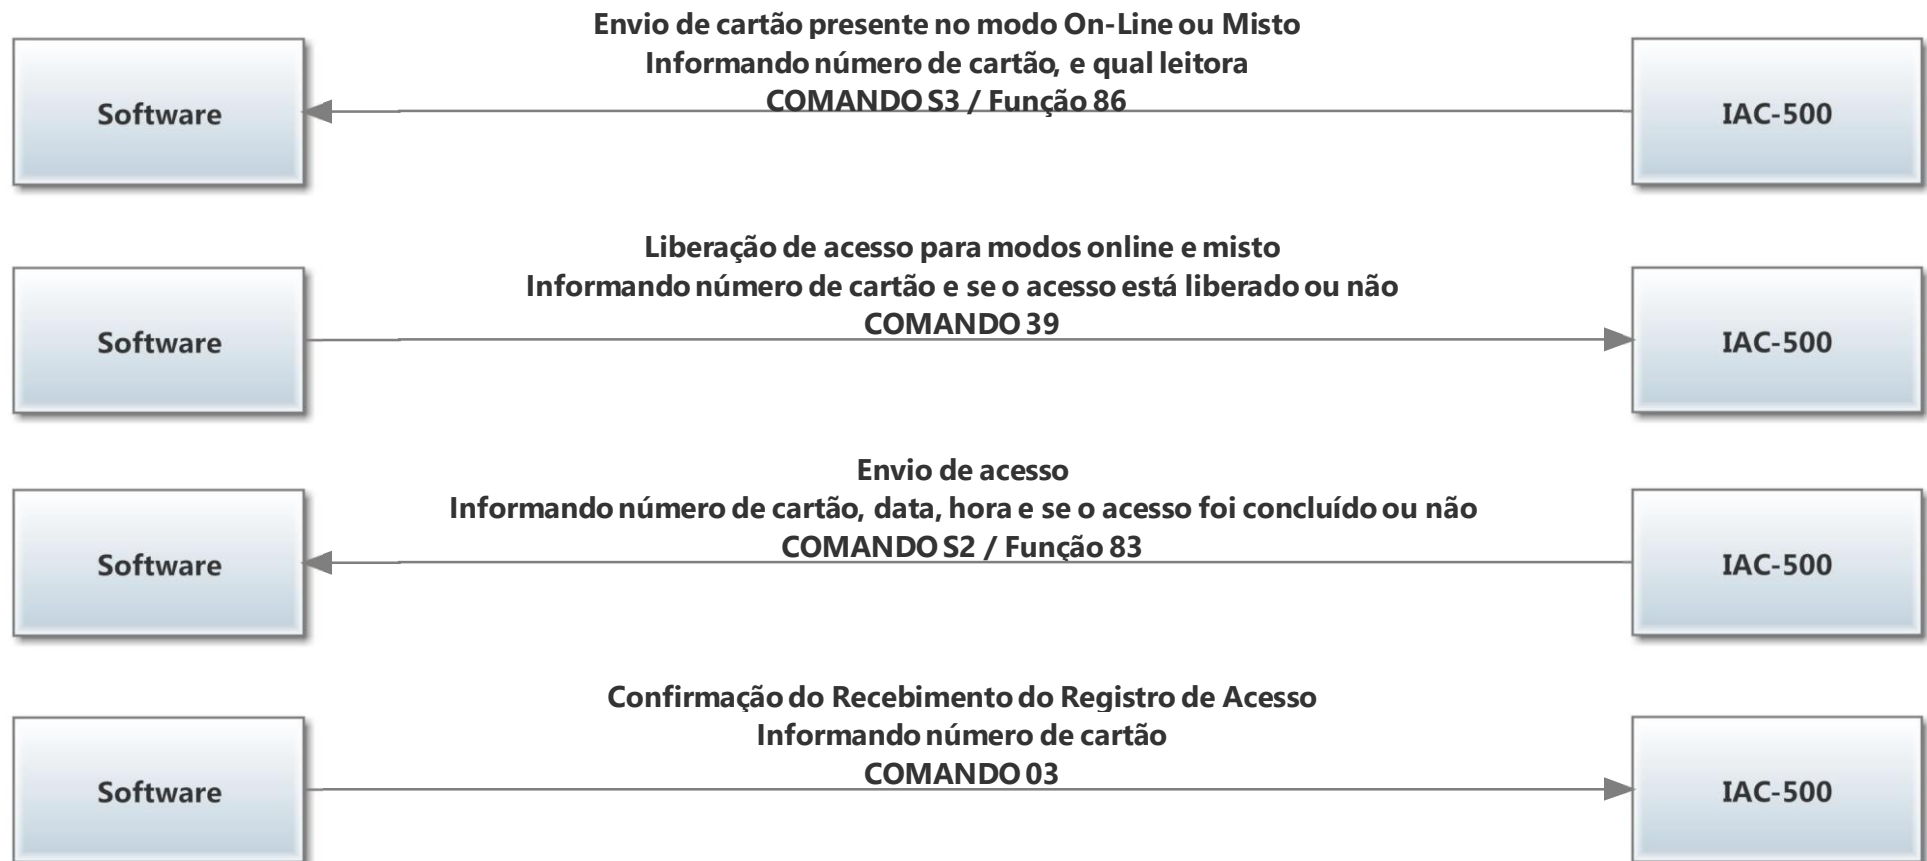 Envio de cartão presente no modo On-Line ou Misto
Informando número de cartão, e qual leitora
COMANDO S3 / Função 86
Software
IAC-500
Liberação de acesso para modos online e misto
Informando número de cartão e se o acesso está liberado ou não
COMANDO 39
Software
IAC-500
Envio de acesso
Informando número de cartão, data, hora e se o acesso foi concluído ou não
COMANDO S2 / Função 83
Software
IAC-500
Confirmação do Recebimento do Registro de Acesso
Informando número de cartão
COMANDO 03
Software
IAC-500